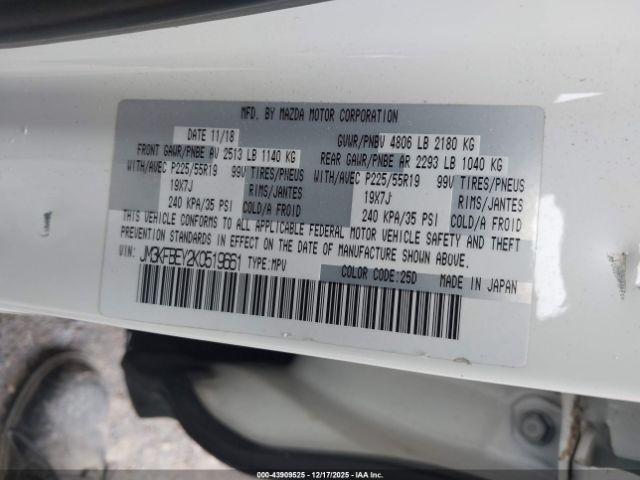 MFD. BY MAZDA MOTOR CORPORATION
DATE 11/18 GVWR/PNBV 4806 LB 2180 KG
FRONT GAWR/PNBE AV 2513 LB 1140 KG REAR GAWR/PNBE AR 2293 LB 1040 KG
WITH/AVEC P225/55R19 99V TIRES/PNEUS WITH/AVEC P225/55R19 99V TIRES/PNEUS
19X7J RIMS/JANTES 19X7J RIMS/JANTES
240 KPA/35 PSI COLD/A FROID 240 KPA/35 PSI COLD/A FROID
THIS VEHICLE CONFORMS TO ALL APPLICABLE FEDERAL MOTOR VEHICLE SAFETY AND THEFT
PREVENTION STANDARDS IN EFFECT ON THE DATE OF MANUFACTURE SHOWN ABOVE.
VIN: JM3KFBEY2K0519661 TYPE:MPV COLOR CODE:25D MADE IN JAPAN
000-43909525 - 12/17/2025 - IAAI.COM